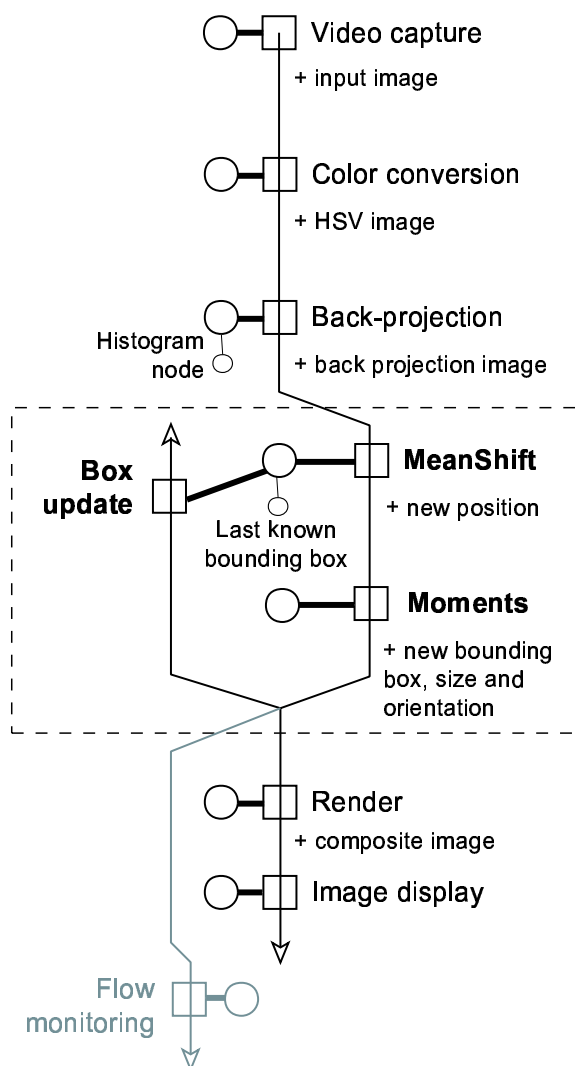 Video capture
+ input image
Color conversion
+ HSV image
Back-projection
Histogram
node
+ back projection image
Box
update
MeanShift
+ new position
Last known
bounding box
Moments
+ new bounding
box, size and
orientation
Render
+ composite image
Image display
Flow
monitoring